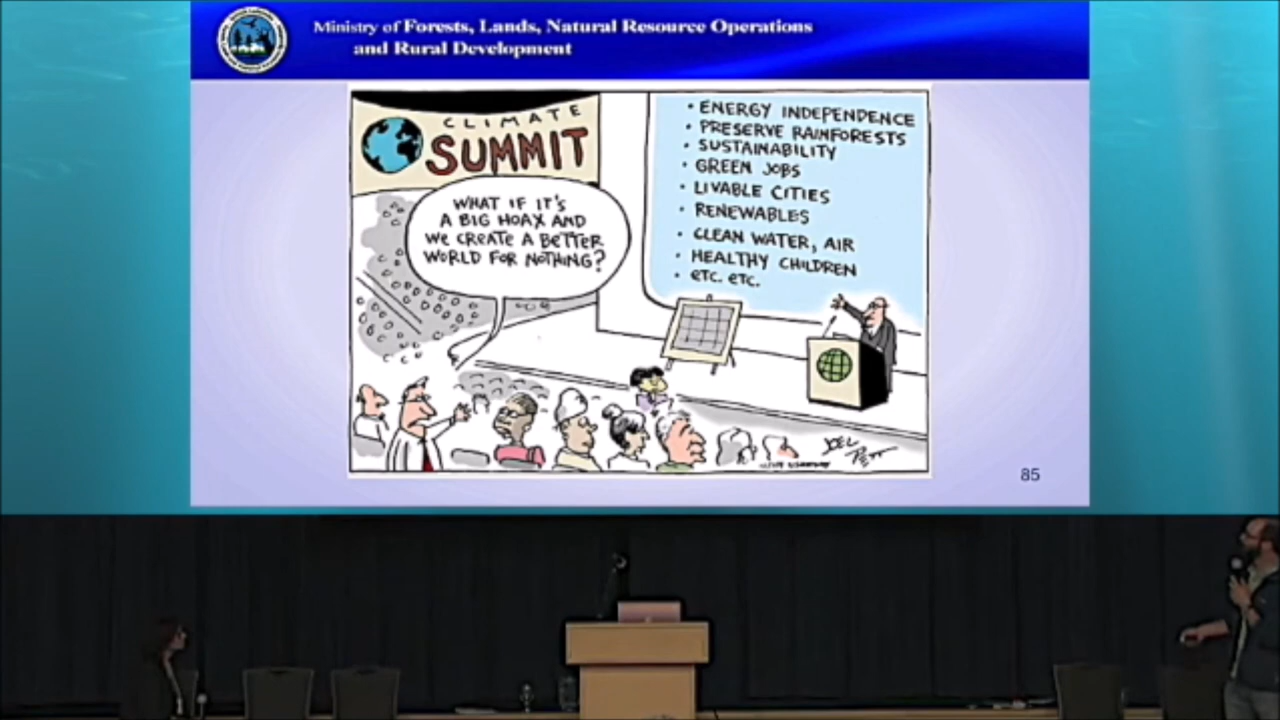 Ministry of Forests, Lands, Natural Resource Operations
and Rural Development
CLIMATE
SUMMIT
WHAT IF IT'S
A BIG HOAX AND
WE CREATE A BETTER
WORLD FOR NOTHING?
• ENERGY INDEPENDENCE
• PRESERVE RAINFORESTS
• SUSTAINABILITY
• GREEN JOBS
• LIVABLE CITIES
• RENEWABLES
• CLEAN WATER, AIR
• HEALTHY CHILDREN
• ETC. ETC.
JOEL
PETT
85